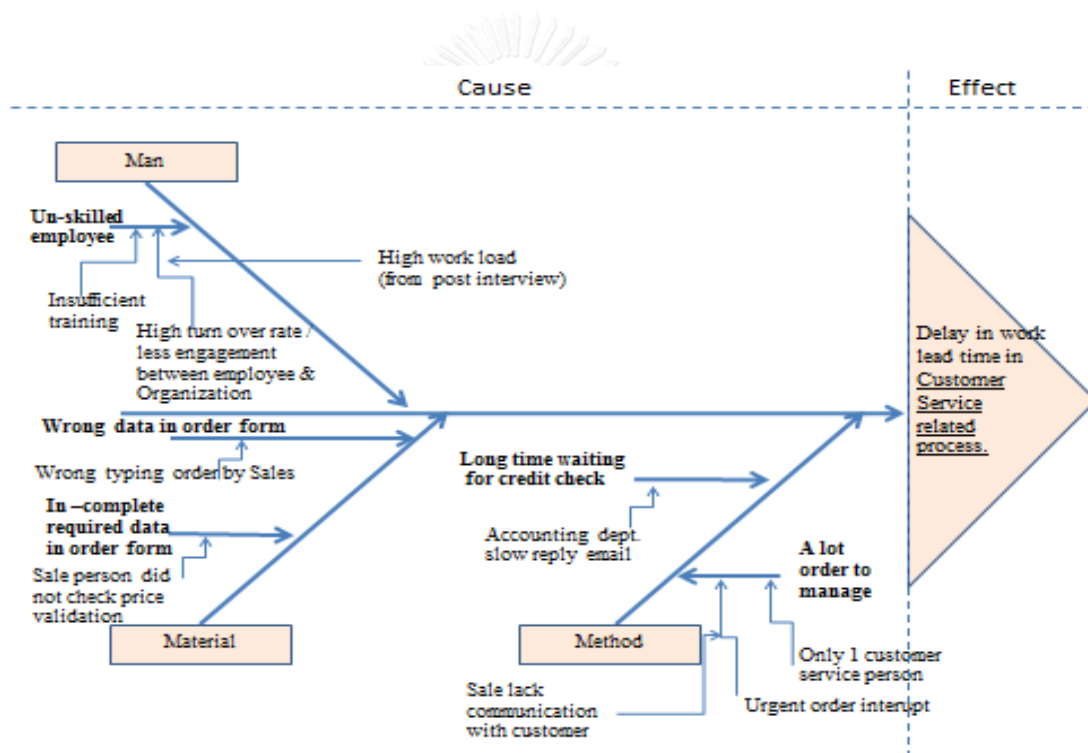 Cause
Effect
Man
Un-skilled
employee
High work load
(from post interview)
Insufficient
training
High turn over rate /
less engagement
between employee &
Organization
Delay in work
lead time in
Customer
Service
related
process.
Wrong data in order form
Wrong typing order by Sales
Long time waiting
for credit check
In –complete
required data
in order form
Accounting dept.
slow reply email
A lot
order to
manage
Sale person did
not check price
validation
Material
Method
Only 1 customer
service person
Sale lack
communication
with customer
Urgent order interupt